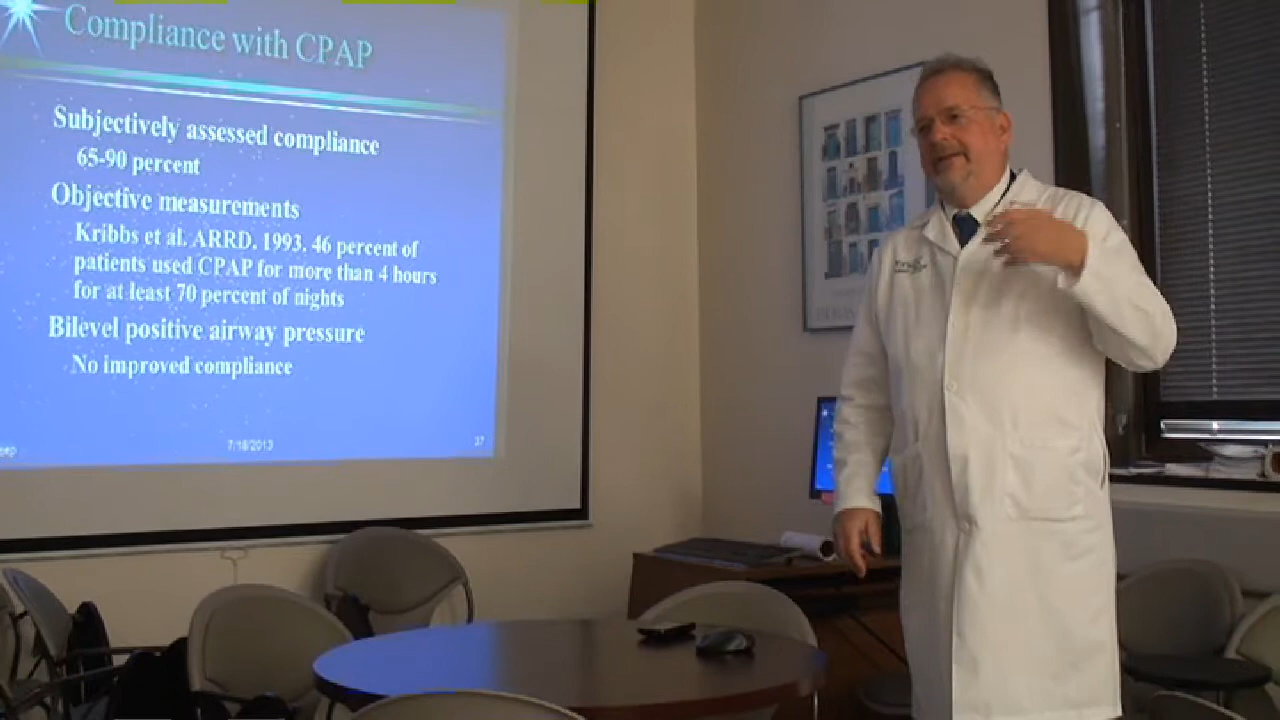 Compliance with CPAP
Subjectively assessed compliance
65-90 percent
Objective measurements
Kribbs et al. ARRD. 1993. 46 percent of
patients used CPAP for more than 4 hours
for at least 70 percent of nights
Bilevel positive airway pressure
No improved compliance
7/18/2013
37